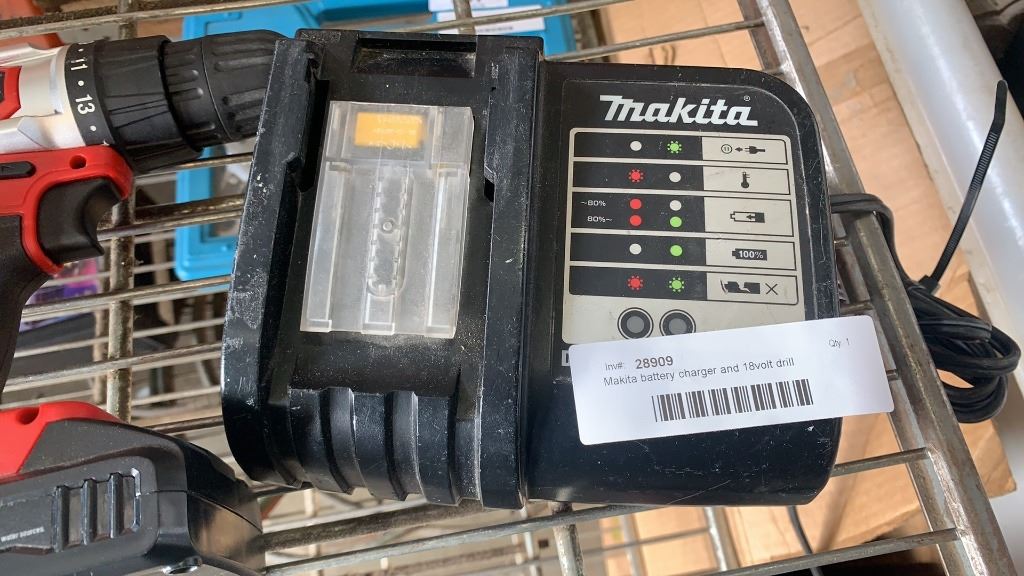 11
13
makita®
~80%
80%~
100%
Inv#: 28909
Qty. 1
Makita battery charger and 18volt drill